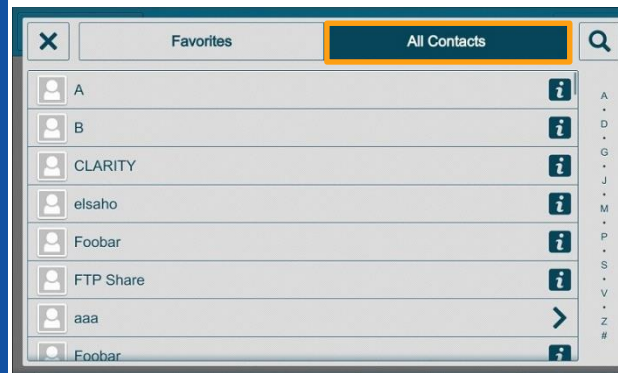 Favorites
All Contacts
A
B
CLARITY
elsaho
Foobar
FTP Share
aaa
Foobar
A
D
G
J
M
P
S
V
Z
#